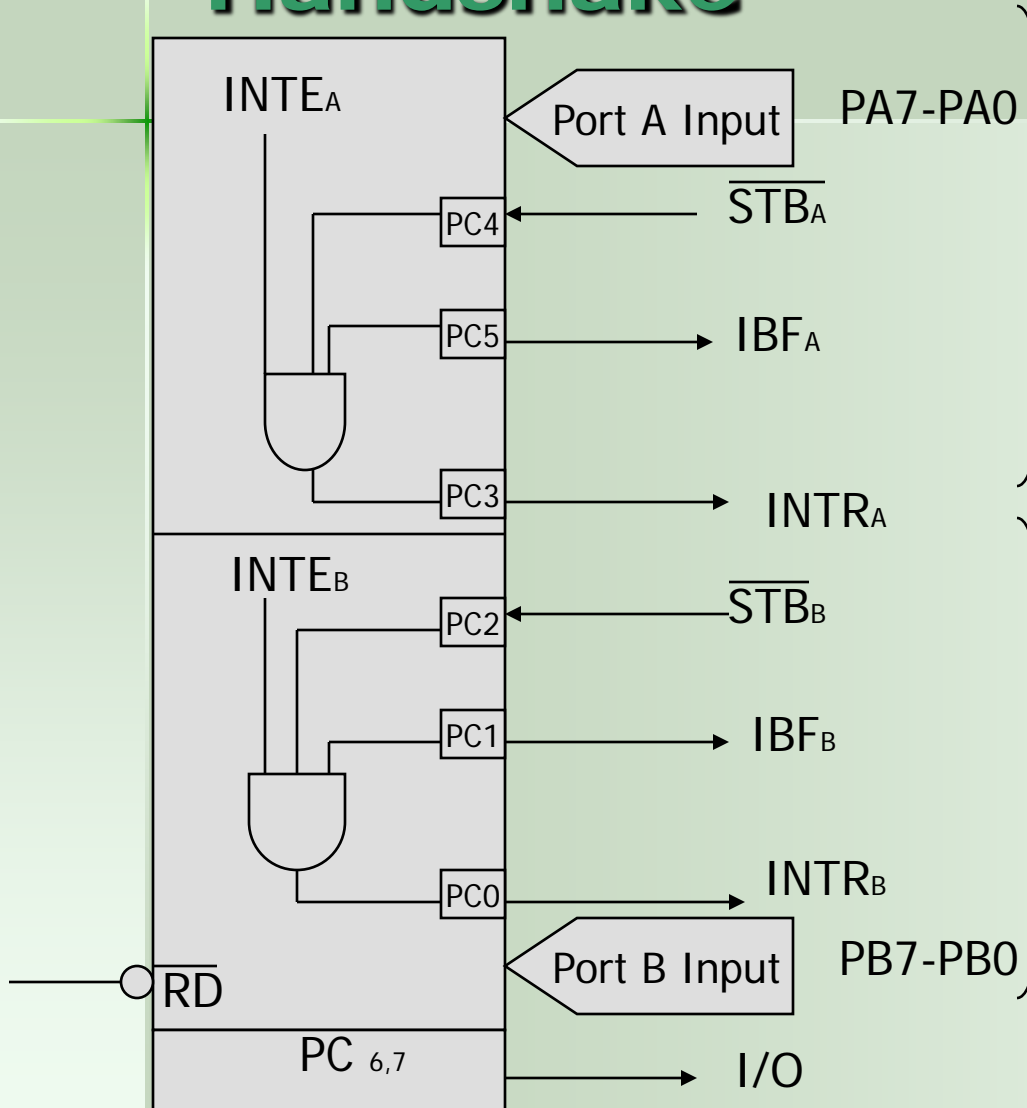 Handshake
INTEA
Port A Input PA7-PA0
STBA
PC4
PC5 IBFA
PC3 INTRA
INTEB
PC2 STBB
PC1 IBFB
PC0 INTRB
Port B Input PB7-PB0
RD
PC 6,7
I/O